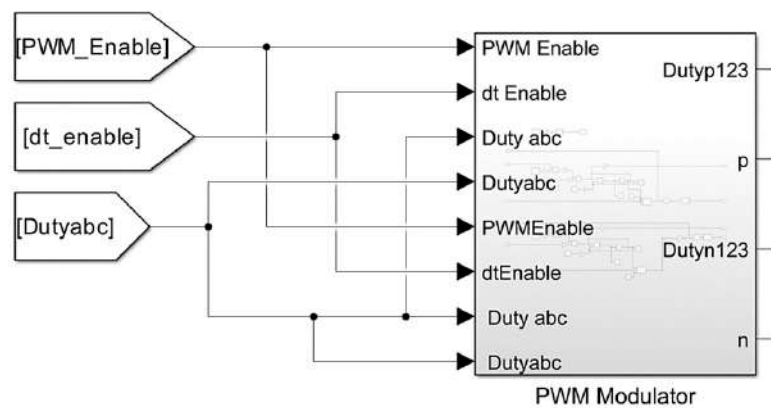 [PWM_Enable]
[dt_enable]
[Dutyabc]
PWM Enable
dt Enable
Duty abc
Dutyabc
PWMEnable
dtEnable
Duty abc
Dutyabc
Dutyp123
p
Dutyn123
n
PWM Modulator